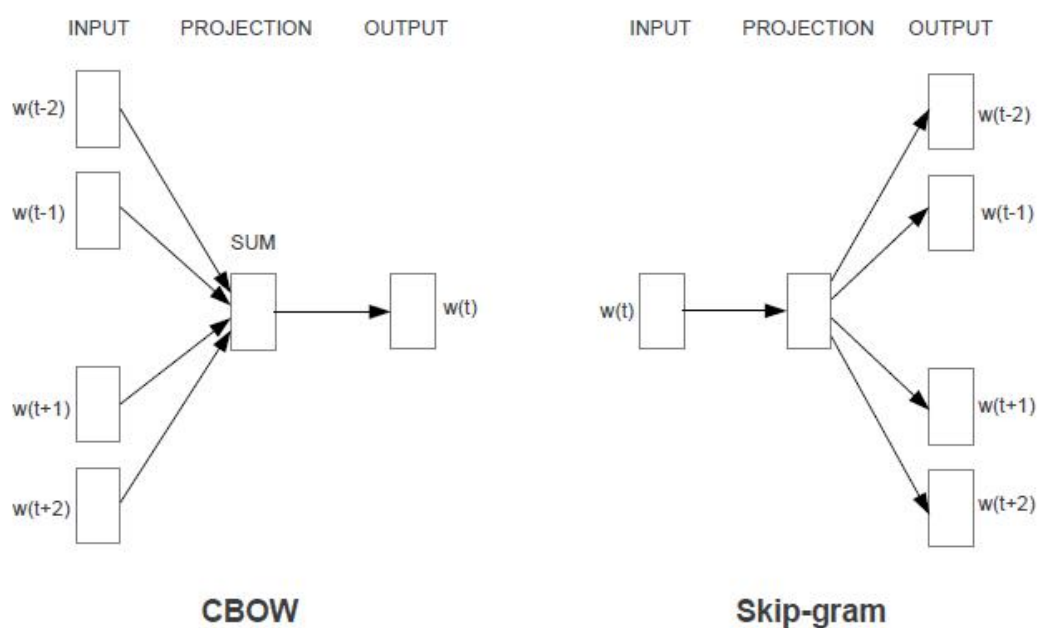 INPUT PROJECTION OUTPUT
w(t-2)
w(t-1)
SUM
w(t)
w(t+1)
w(t+2)
CBOW
INPUT PROJECTION OUTPUT
w(t-2)
w(t-1)
w(t)
w(t+1)
w(t+2)
Skip-gram